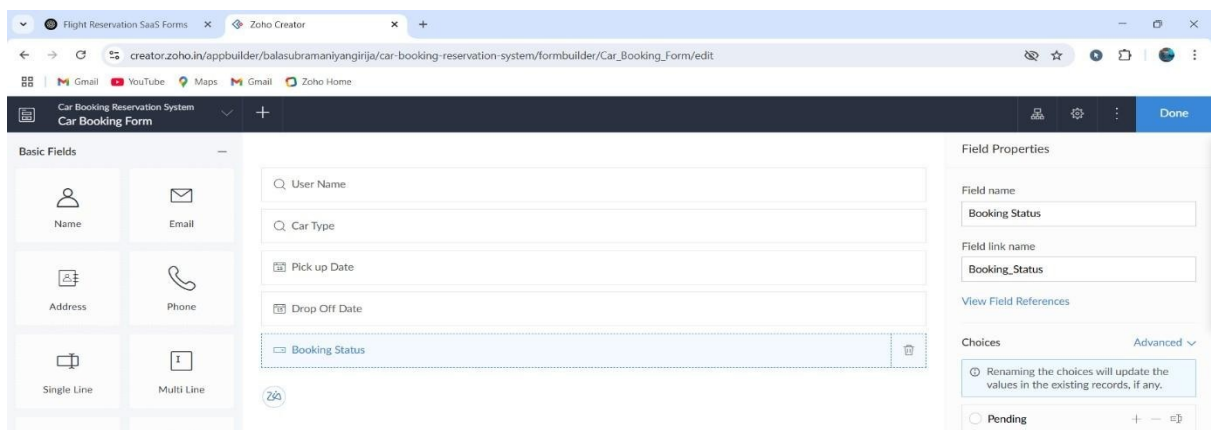 Flight Reservation SaaS Forms
Zoho Creator
creator.zoho.in/appbuilder/balasubramaniyangirija/car-booking-reservation-system/formbuilder/Car_Booking_Form/edit
Gmail YouTube Maps Gmail Zoho Home
Car Booking Reservation System
Car Booking Form
Done
Basic Fields
Name Email
Address Phone
Single Line Multi Line
User Name
Car Type
Pick up Date
Drop Off Date
Booking Status
Zia
Field Properties
Field name
Booking Status
Field link name
Booking_Status
View Field References
Choices Advanced
Renaming the choices will update the
values in the existing records, if any.
Pending